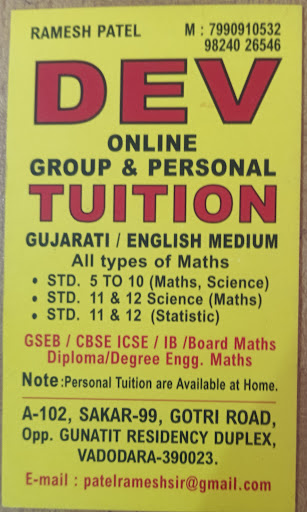 RAMESH PATEL M : 7990910532
98240 26546
DEV
ONLINE
GROUP & PERSONAL
TUITION
GUJARATI / ENGLISH MEDIUM
All types of Maths
• STD. 5 TO 10 (Maths, Science)
• STD. 11 & 12 Science (Maths)
• STD. 11 & 12 (Statistic)
GSEB / CBSE ICSE / IB /Board Maths
Diploma/Degree Engg. Maths
Note :Personal Tuition are Available at Home.
A-102, SAKAR-99, GOTRI ROAD,
Opp. GUNATIT RESIDENCY DUPLEX,
VADODARA-390023.
E-mail : patelrameshsir@gmail.com